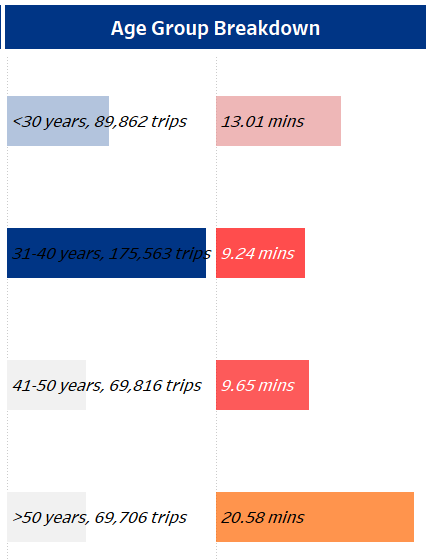 Age Group Breakdown
<30 years, 89,862 trips 13.01 mins
31-40 years, 175,563 trips 9.24 mins
41-50 years, 69,816 trips 9.65 mins
>50 years, 69,706 trips 20.58 mins